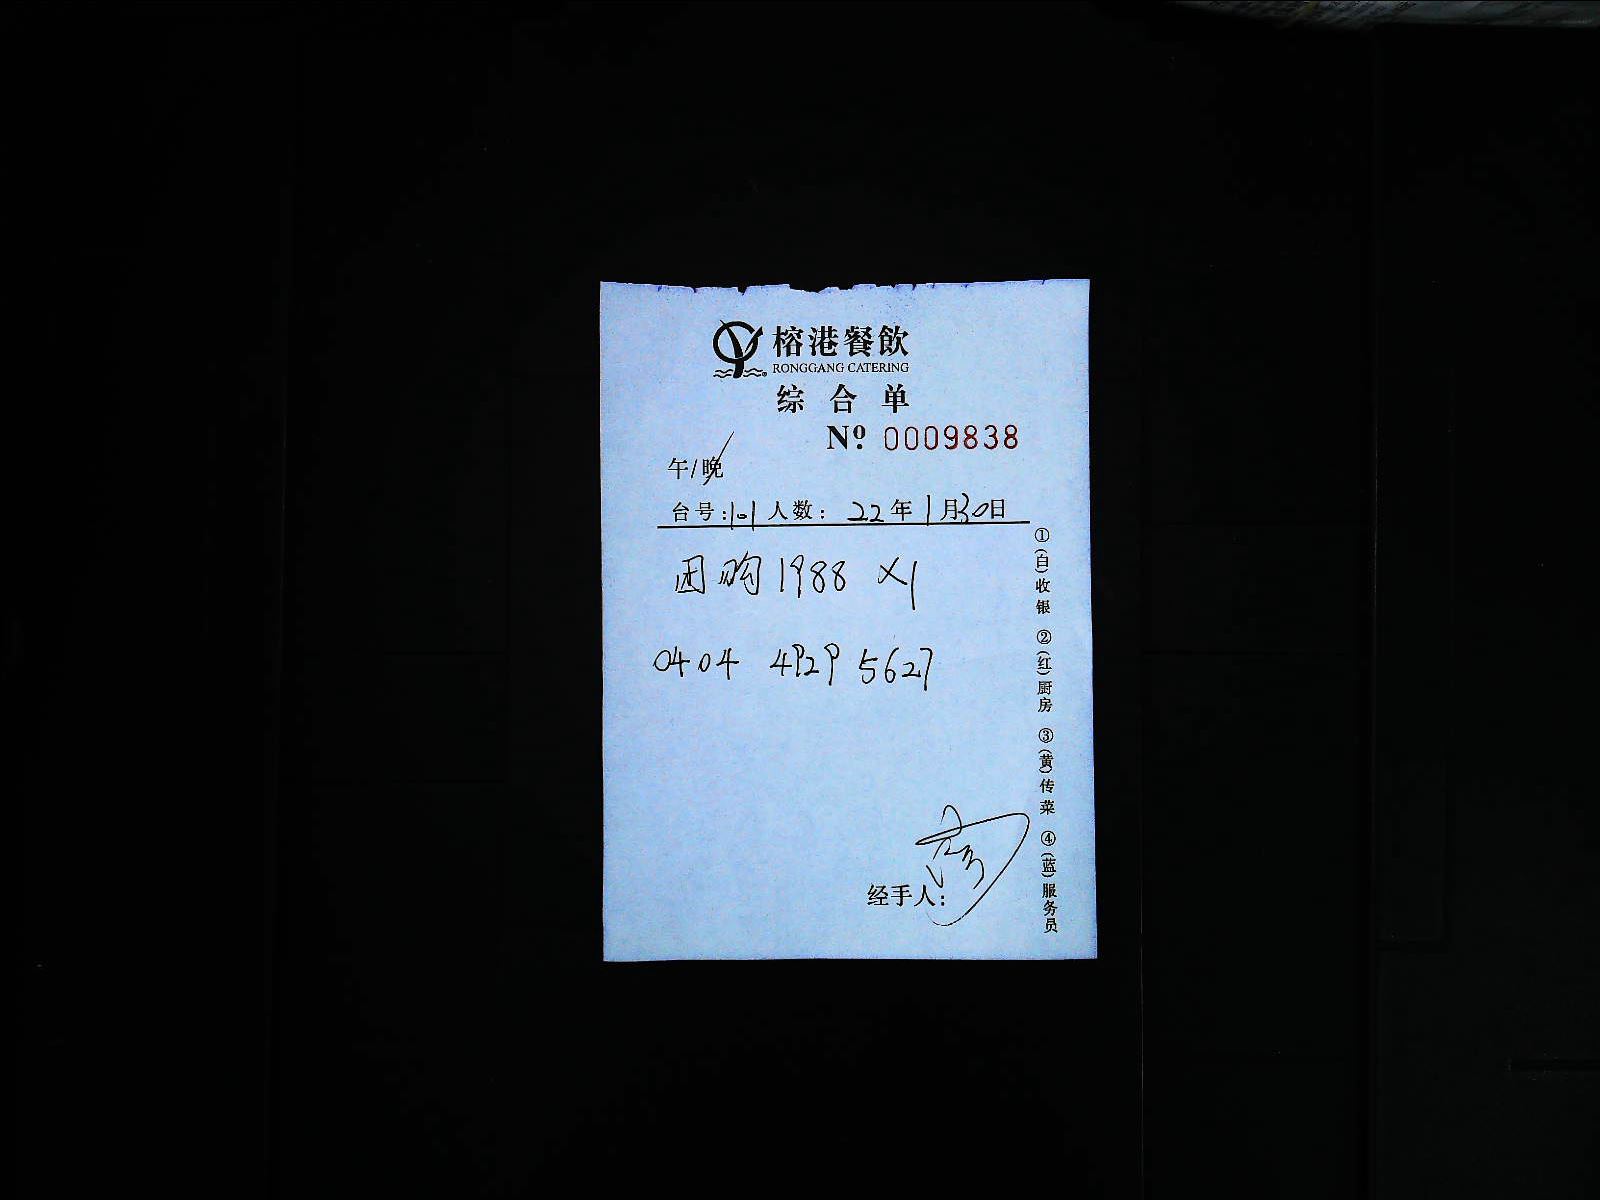 榕港餐飲
RONGGANG CATERING
综合单
Nº 0009838
午/晚
台号:101 人数: 22年1月30日
团购1988 X1
0404 4929 5627
经手人:
①(白)收银 ②(红)厨房 ③(黄)传菜 ④(蓝)服务员